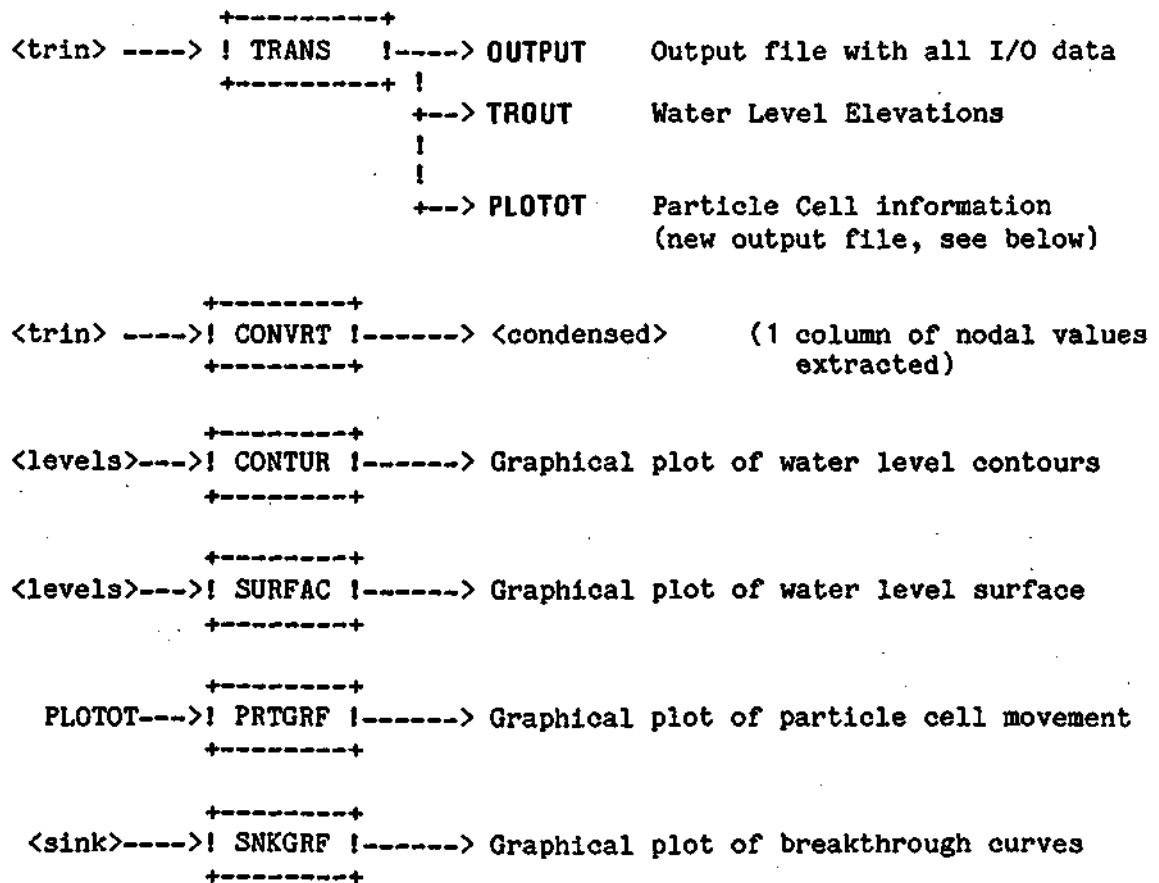 +----------+
<trin> ----> ! TRANS !----> OUTPUT Output file with all I/O data
+----------+ !
+--> TROUT Water Level Elevations
!
!
+--> PLOTOT Particle Cell information
(new output file, see below)
+---------+
<trin> ---->! CONVRT !------> <condensed> (1 column of nodal values
+---------+ extracted)
+---------+
<levels>---->! CONTUR !------> Graphical plot of water level contours
+---------+
+---------+
<levels>---->! SURFAC !------> Graphical plot of water level surface
+---------+
+---------+
PLOTOT---->! PRTGRF !------> Graphical plot of particle cell movement
+---------+
+---------+
<sink>---->! SNKGRF !------> Graphical plot of breakthrough curves
+---------+